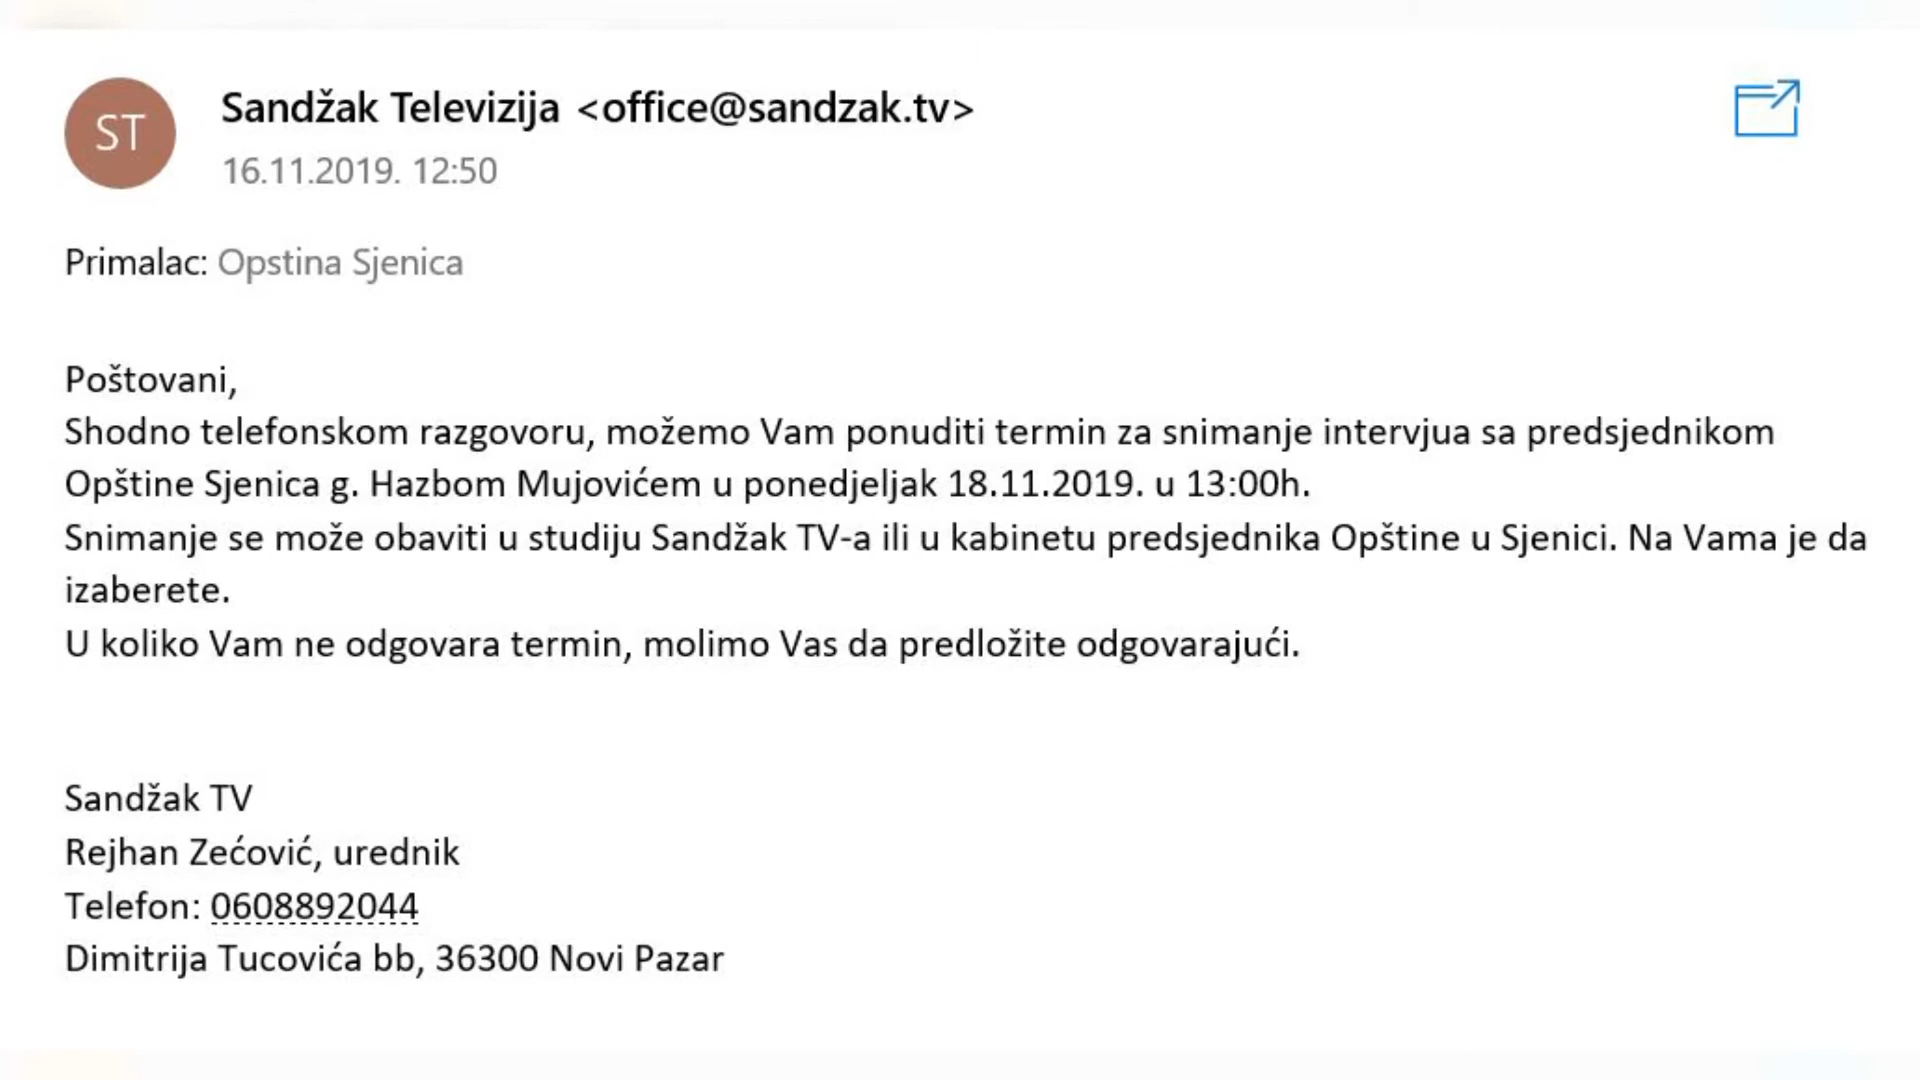 ST
Sandžak Televizija <office@sandzak.tv>
16.11.2019. 12:50
Primalac: Opstina Sjenica
Poštovani,
Shodno telefonskom razgovoru, možemo Vam ponuditi termin za snimanje intervjua sa predsjednikom
Opštine Sjenica g. Hazbom Mujovićem u ponedjeljak 18.11.2019. u 13:00h.
Snimanje se može obaviti u studiju Sandžak TV-a ili u kabinetu predsjednika Opštine u Sjenici. Na Vama je da
izaberete.
U koliko Vam ne odgovara termin, molimo Vas da predložite odgovarajući.
Sandžak TV
Rejhan Zećović, urednik
Telefon: 0608892044
Dimitrija Tucovića bb, 36300 Novi Pazar